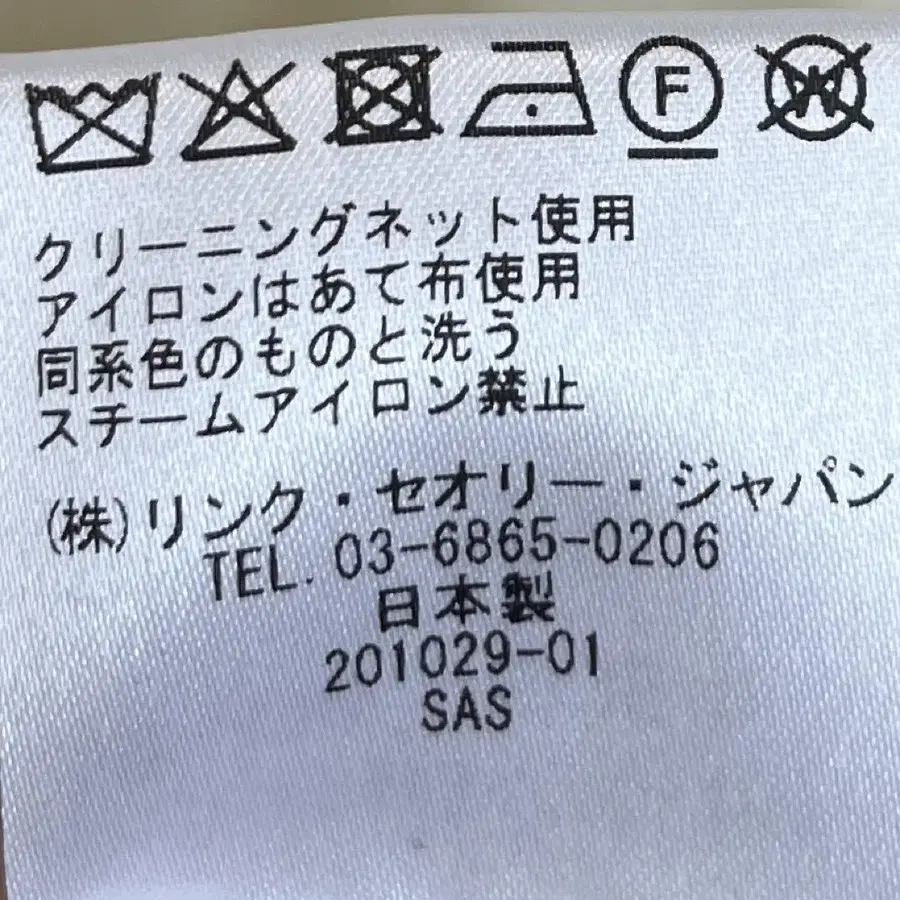 F W
クリーニングネット使用
アイロンはあて布使用
同系色のものと洗う
スチームアイロン禁止
(株)リンク・セオリー・ジャパン
TEL. 03-6865-0206
日本製
201029-01
SAS